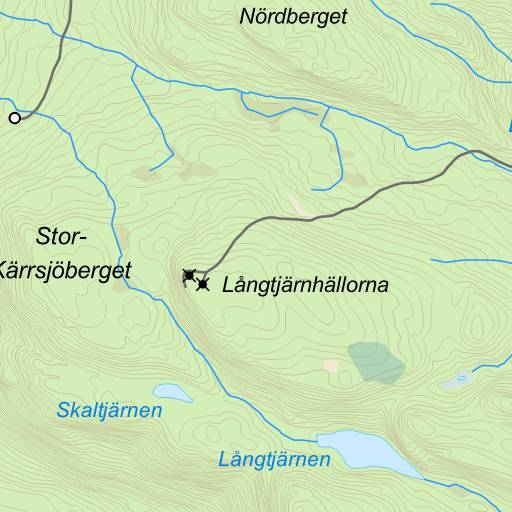 Nördberget
Stor-
Kärrsjöberget
Långtjärnhällorna
Skaltjärnen
Långtjärnen